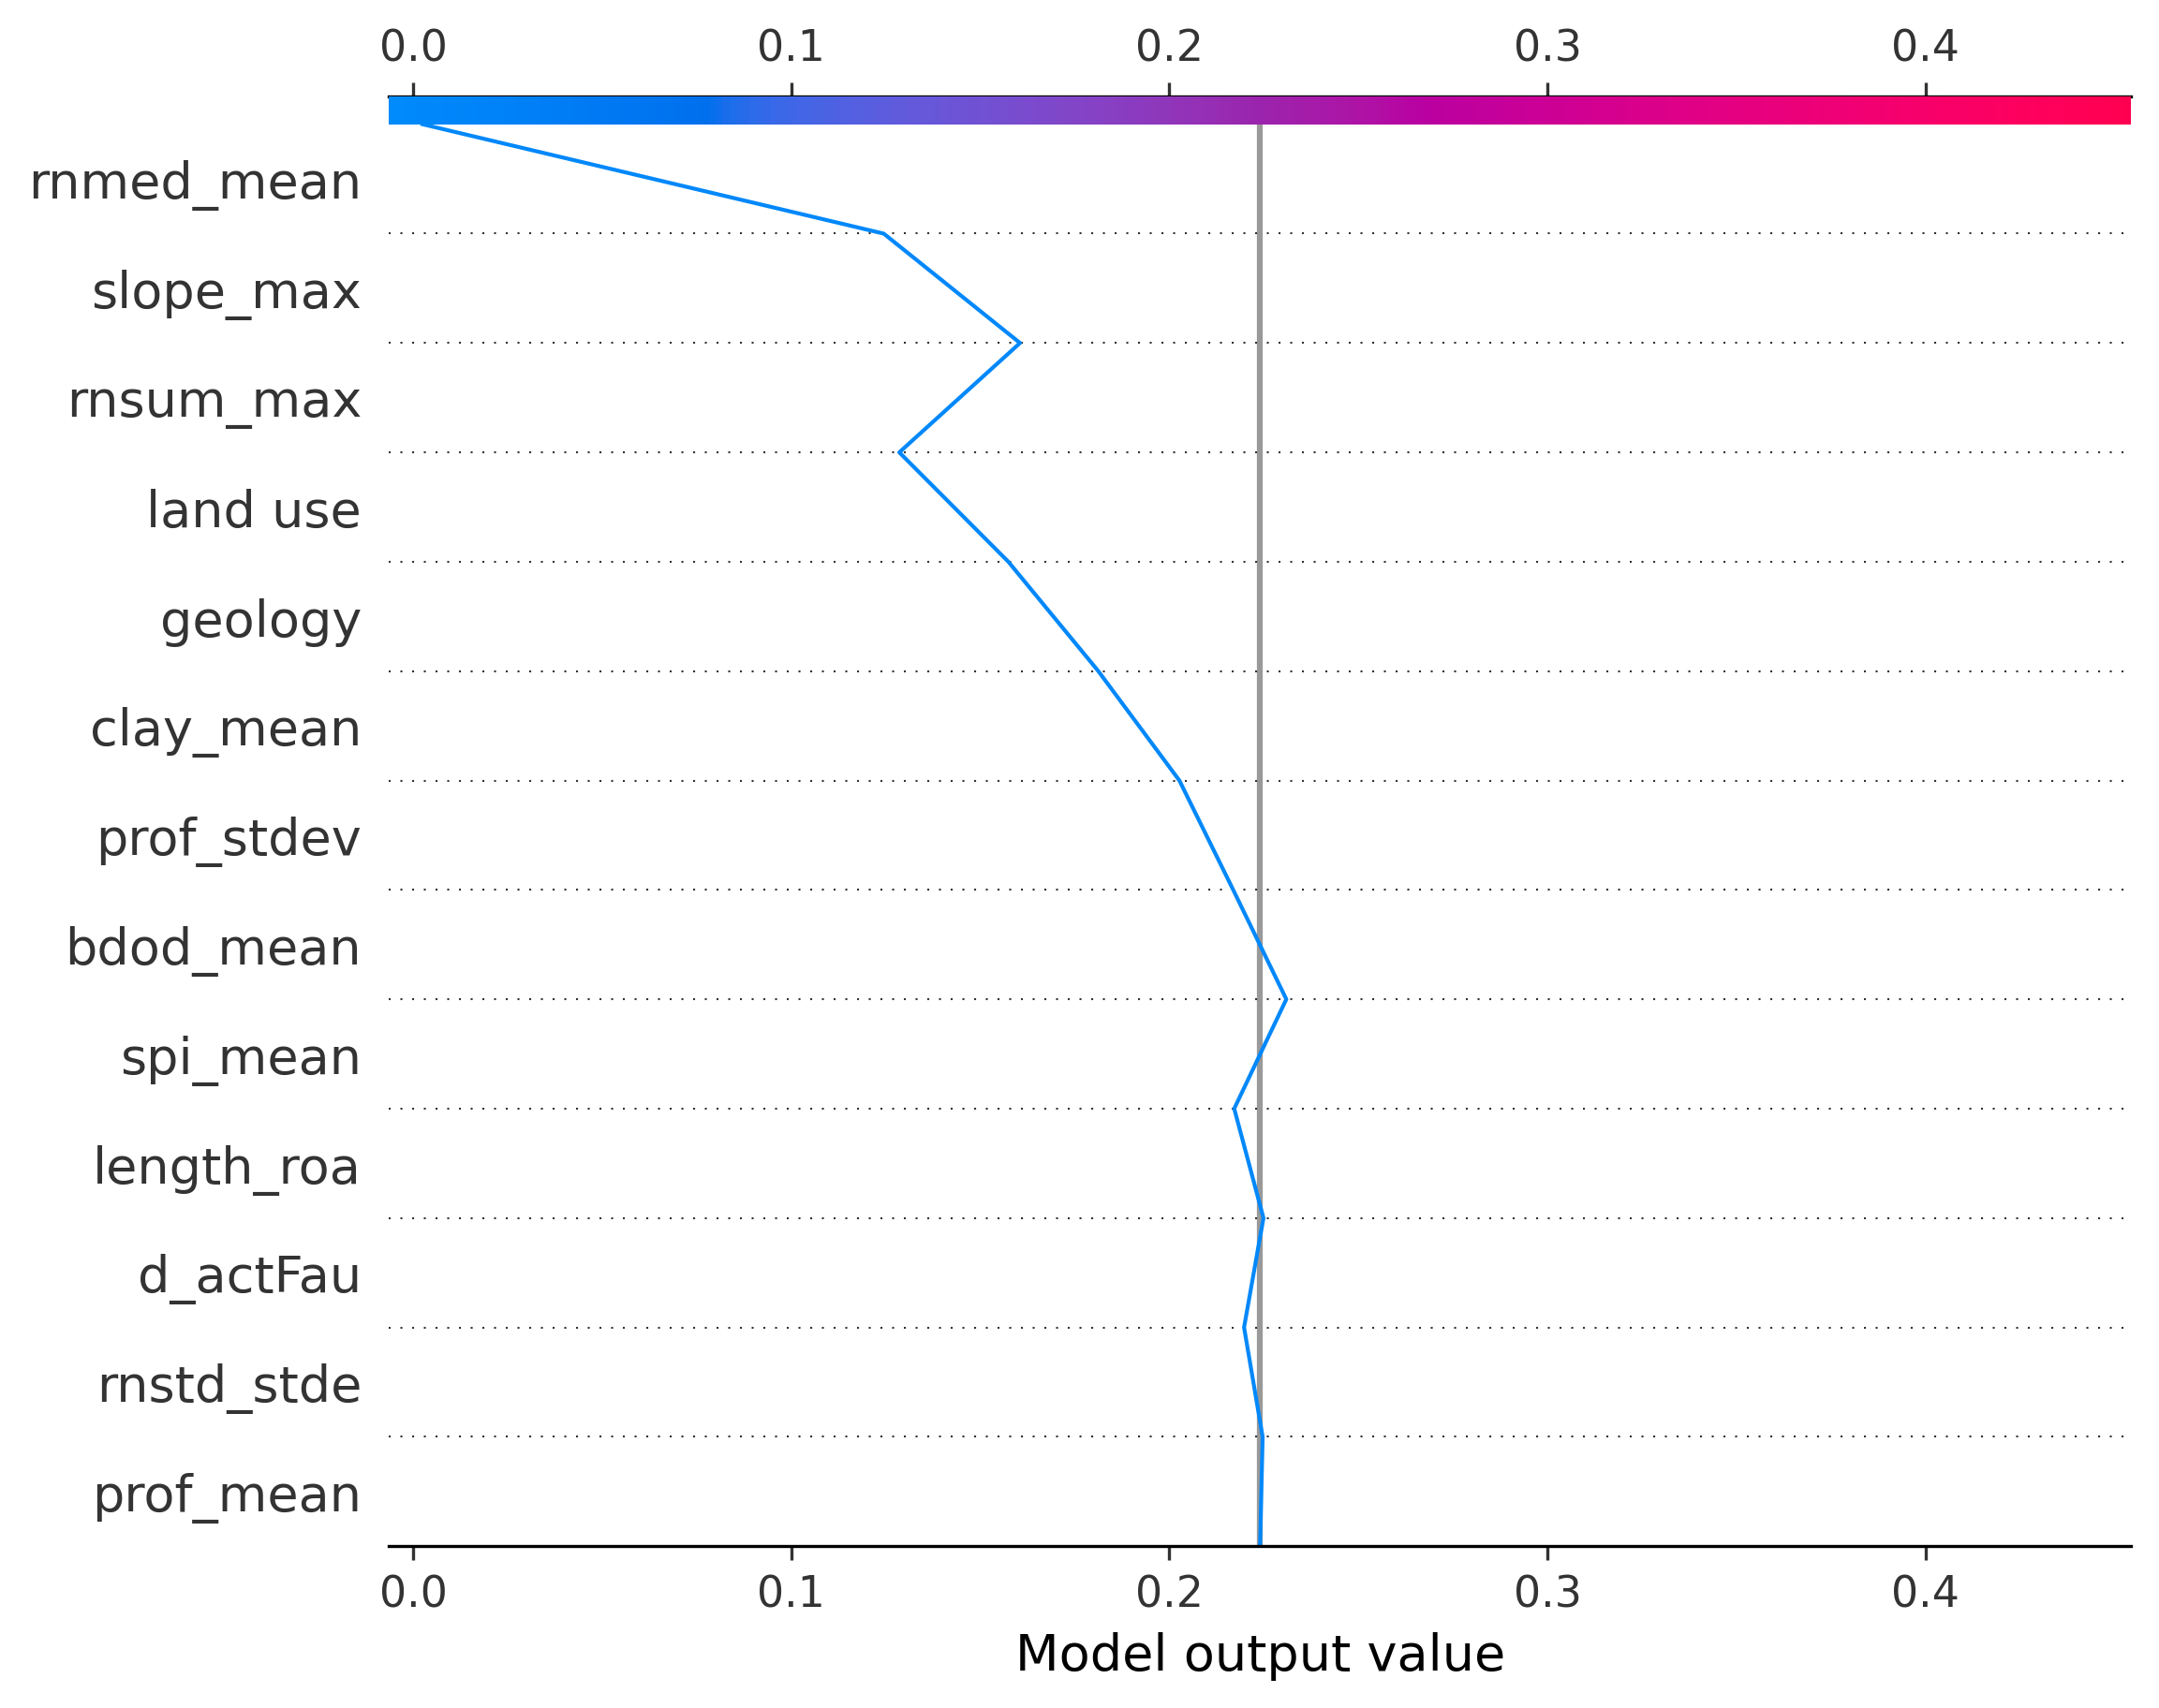 0.0 0.1 0.2 0.3 0.4
rnmed_mean
slope_max
rnsum_max
land use
geology
clay_mean
prof_stdev
bdod_mean
spi_mean
length_roa
d_actFau
rnstd_stde
prof_mean
0.0 0.1 0.2 0.3 0.4
Model output value